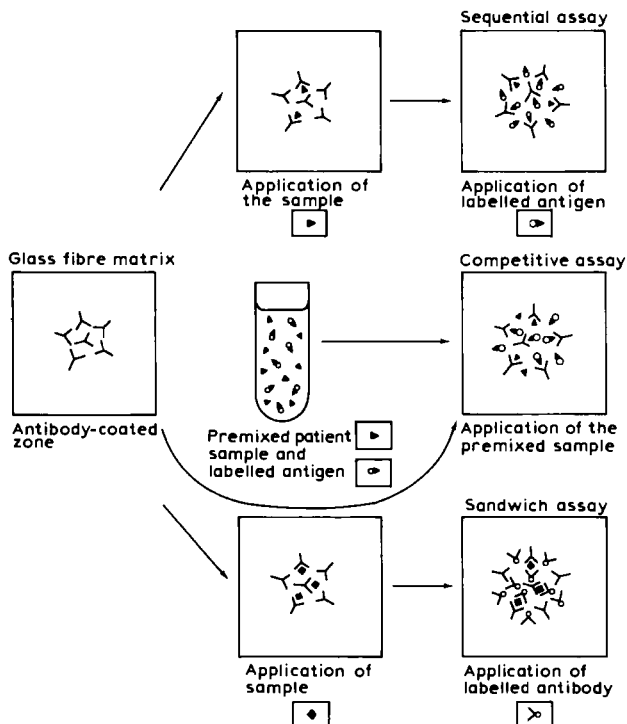 Sequential assay
Application of
the sample
Application of
labelled antigen
Glass fibre matrix
Antibody-coated
zone
Premixed patient
sample and
labelled antigen
Competitive assay
Application of the
premixed sample
Sandwich assay
Application of
sample
Application of
labelled antibody